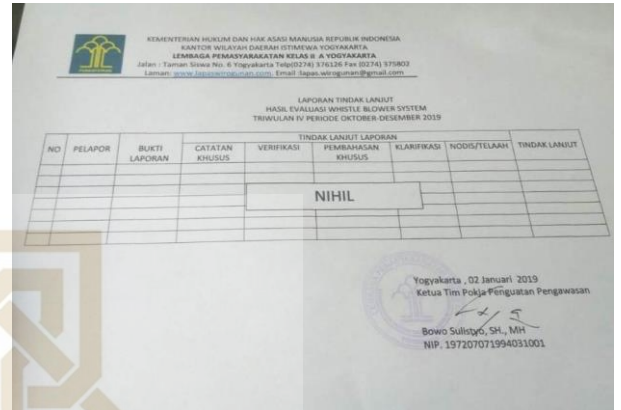 KEMENTERIAN HUKUM DAN HAK ASASI MANUSIA REPUBLIK INDONESIA
KANTOR WILAYAH DAERAH ISTIMEWA YOGYAKARTA
LEMBAGA PEMASYARAKATAN KELAS II A YOGYAKARTA
Jalan : Taman Siswa No. 6 Yogyakarta Telp(0274) 376126 Fax (0274) 375802
Laman: www.lapaswirogunan.com, Email :lapas.wirogunan@gmail.com
LAPORAN TINDAK LANJUT
HASIL EVALUASI WHISTLE BLOWER SYSTEM
TRIWULAN IV PERIODE OKTOBER-DESEMBER 2019
TINDAK LANJUT LAPORAN
NO PELAPOR BUKTI LAPORAN CATATAN KHUSUS VERIFIKASI PEMBAHASAN KHUSUS KLARIFIKASI NODIS/TELAAH TINDAK LANJUT
NIHIL
Yogyakarta , 02 Januari 2019
Ketua Tim Pokja Penguatan Pengawasan
Bowo Sulistyo, SH., MH
NIP. 197207071994031001